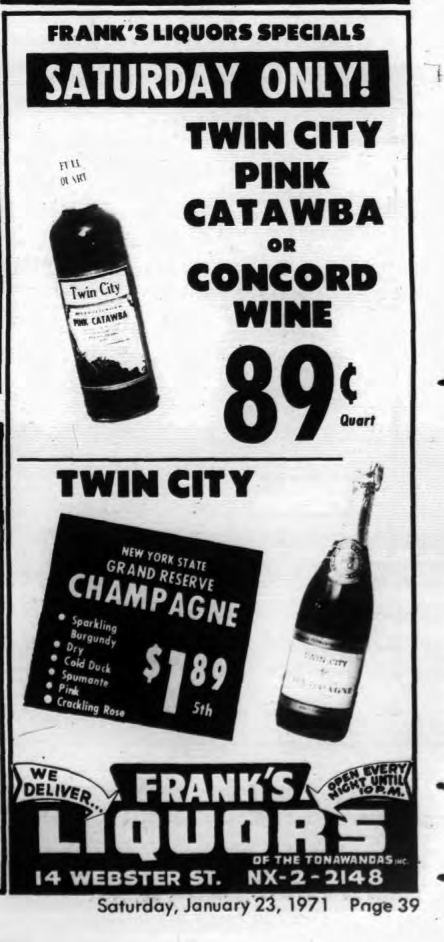 FRANK'S LIQUORS SPECIALS
SATURDAY ONLY!
TWIN CITY
PINK
CATAWBA
OR
CONCORD
WINE
89¢
Quart
FULL
QUART
Twin City
PINK CATAWBA
TWIN CITY
NEW YORK STATE
GRAND RESERVE
CHAMPAGNE
• Sparkling
Burgundy
• Dry
• Cold Duck
• Spumante
• Pink
• Crackling Rose
$1 89
5th
TWIN CITY
CHAMPAGNE
WE
DELIVER...
FRANK'S
OPEN EVERY
NIGHT UNTIL
10 P.M.
LIQUORS
OF THE TONAWANDAS INC.
14 WEBSTER ST. NX-2-2148
Saturday, January 23, 1971 Page 39